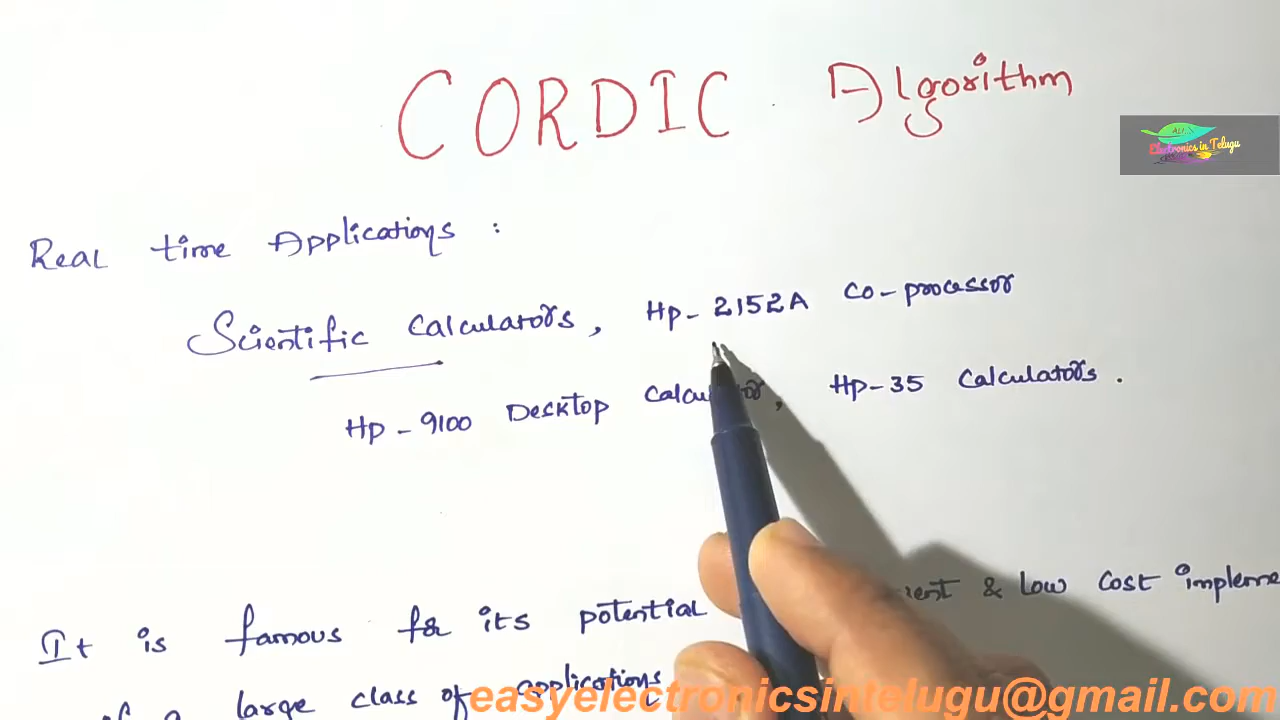 CORDIC Algorithm
Electronics in Telugu
Real time Applications :
Scientific Calculators, Hp-2152A Co-processor
Hp-9100 Desktop , Hp-35 Calculators.
It is famous for its potential & Low Cost
large class of applications
easyelectronicsintelugu@gmail.com